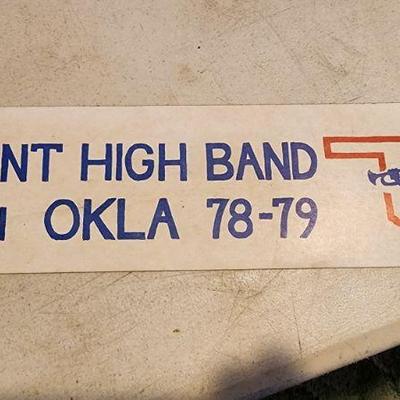 NT HIGH BAND
OKLA 78-79